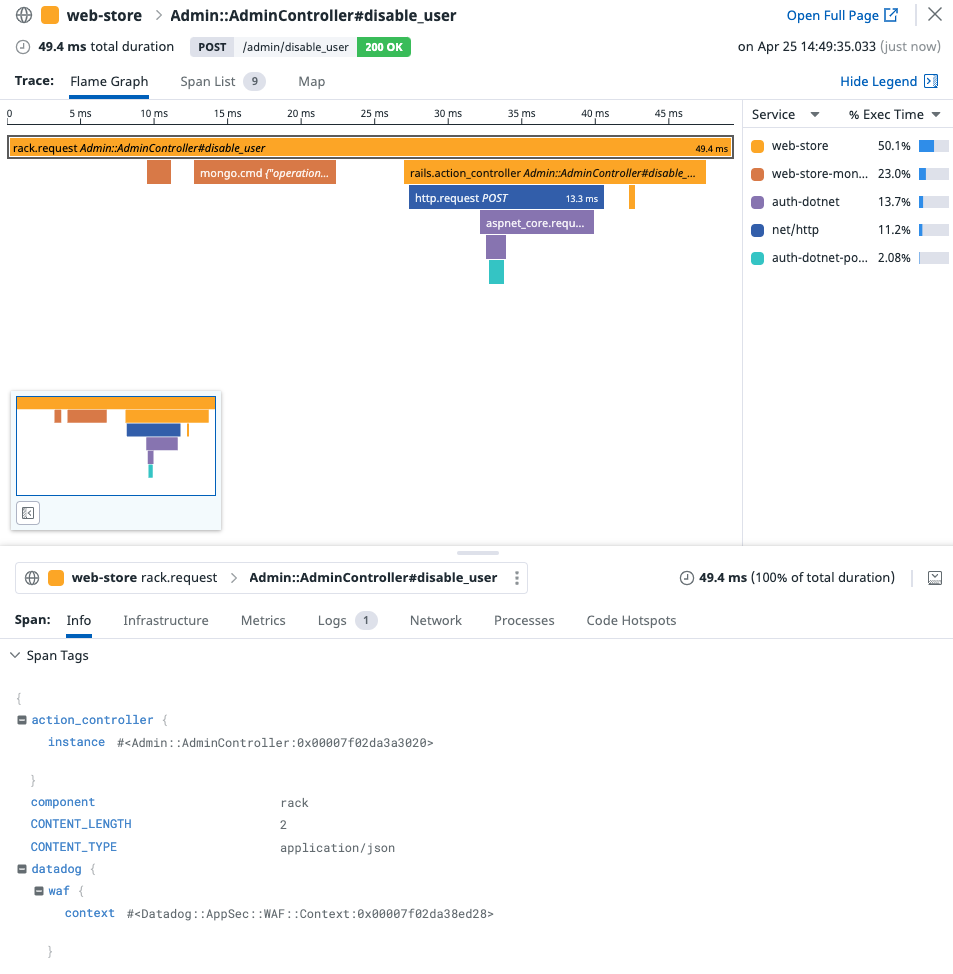 web-store > Admin::AdminController#disable_user Open Full Page
49.4 ms total duration POST /admin/disable_user 200 OK on Apr 25 14:49:35.033 (just now)
Trace: Flame Graph Span List 9 Map Hide Legend
0 5 ms 10 ms 15 ms 20 ms 25 ms 30 ms 35 ms 40 ms 45 ms
Service % Exec Time
rack.request Admin::AdminController#disable_user 49.4 ms
web-store 50.1%
mongo.cmd {"operation... rails.action_controller Admin::AdminController#disable_...
web-store-mon... 23.0%
http.request POST 13.3 ms
auth-dotnet 13.7%
aspnet_core.requ...
net/http 11.2%
auth-dotnet-po... 2.08%
web-store rack.request > Admin::AdminController#disable_user 49.4 ms (100% of total duration)
Span: Info Infrastructure Metrics Logs 1 Network Processes Code Hotspots
Span Tags
{
action_controller {
instance #<Admin::AdminController:0x00007f02da3a3020>
}
component rack
CONTENT_LENGTH 2
CONTENT_TYPE application/json
datadog {
waf {
context #<Datadog::AppSec::WAF::Context:0x00007f02da38ed28>
}